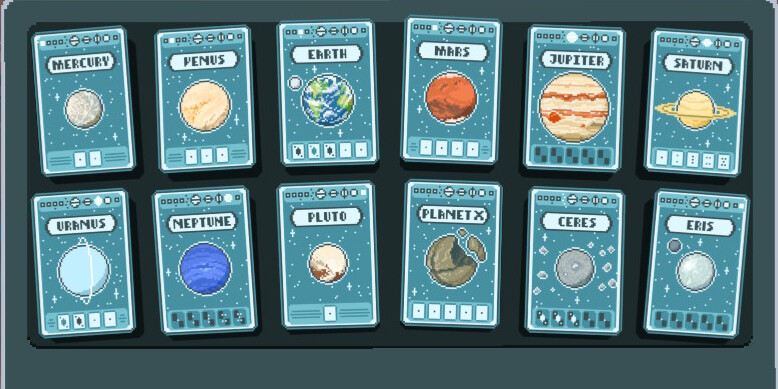 MERCURY
VENUS
EARTH
MARS
JUPITER
SATURN
URANUS
NEPTUNE
PLUTO
PLANET X
CERES
ERIS